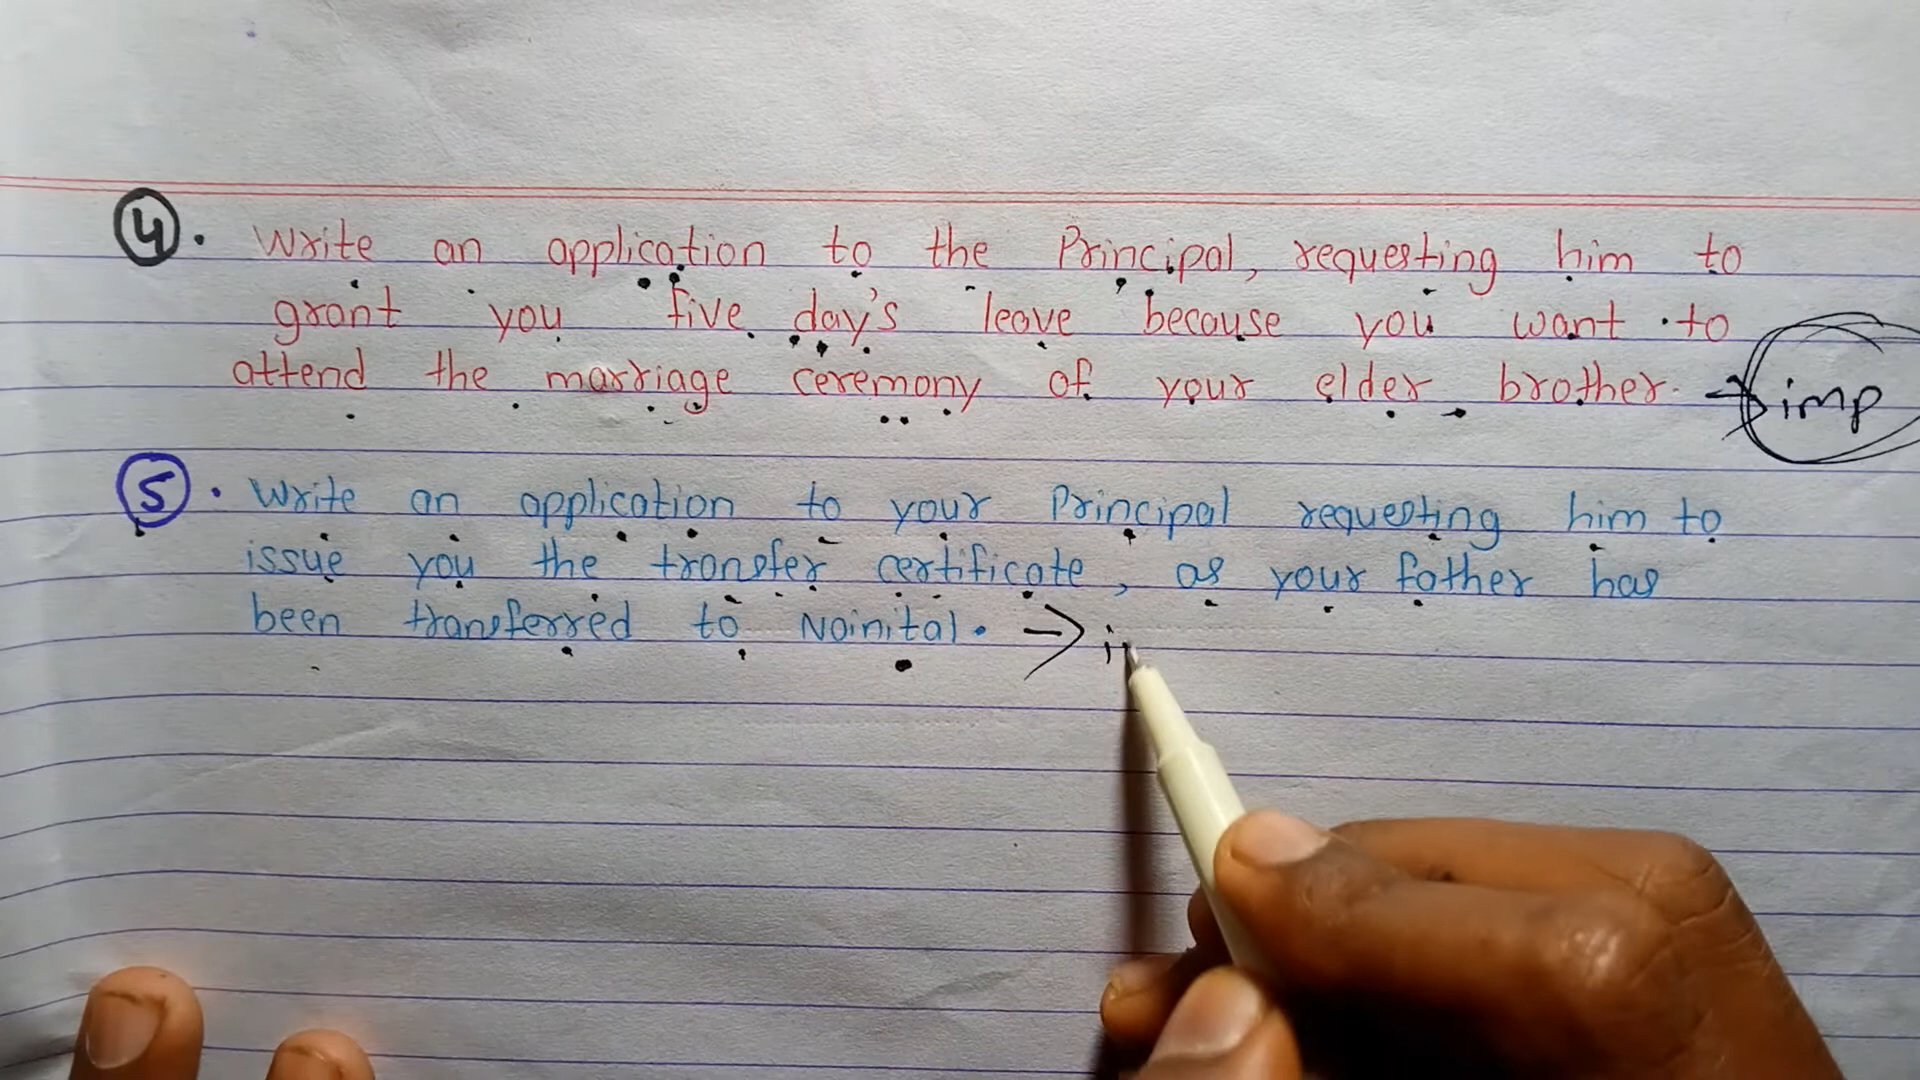 4. Write an application to the Principal, requesting him to
grant you five day's leave because you want to
attend the marriage ceremony of your elder brother. → imp
5. Write an application to your Principal requesting him to
issue you the transfer certificate, as your father has
been transferred to Nainital. →